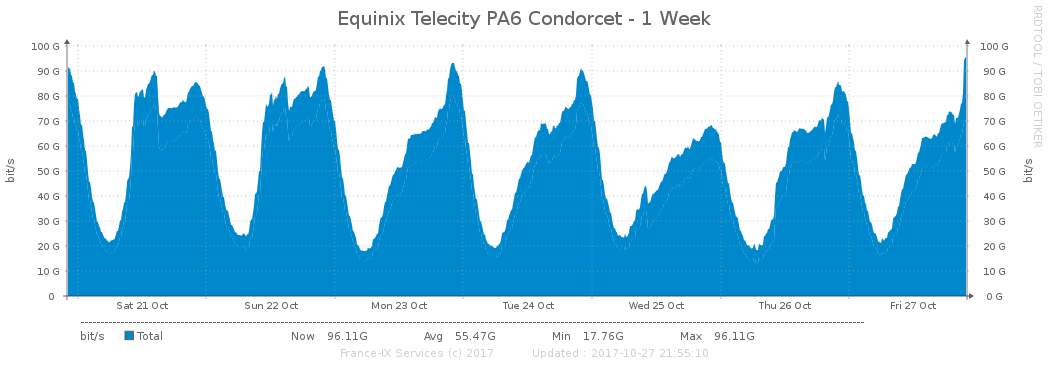 Equinix Telecity PA6 Condorcet - 1 Week
RRDTOOL / TOBI OETIKER
bit/s
100 G
90 G
80 G
70 G
60 G
50 G
40 G
30 G
20 G
10 G
0
100 G
90 G
80 G
70 G
60 G
50 G
40 G
30 G
20 G
10 G
0 G
bit/s
Sat 21 Oct Sun 22 Oct Mon 23 Oct Tue 24 Oct Wed 25 Oct Thu 26 Oct Fri 27 Oct
bit/s Total Now 96.11G Avg 55.47G Min 17.76G Max 96.11G
France-IX Services (c) 2017 Updated : 2017-10-27 21:55:10